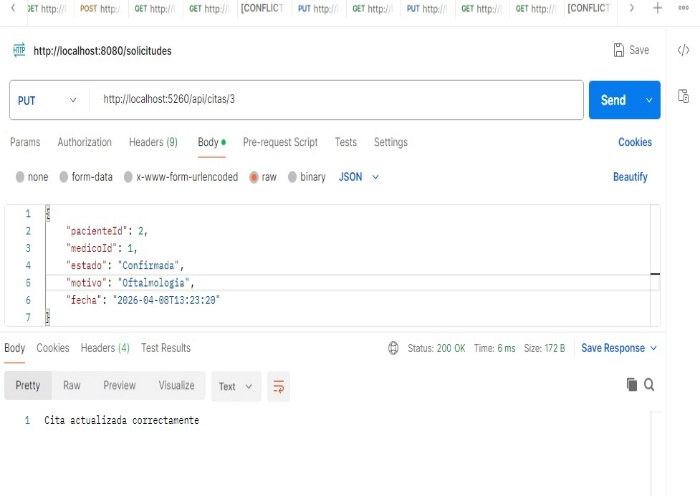 GET http:/ POST http: GET http:// GET http:// [CONFLICT PUT http:// GET http:// PUT http:// GET http:// GET http:// [CONFLICT
HTTP http://localhost:8080/solicitudes Save
PUT http://localhost:5260/api/citas/3 Send
Params Authorization Headers (9) Body Pre-request Script Tests Settings Cookies
none form-data x-www-form-urlencoded raw binary JSON Beautify
1 {
2 "pacienteId": 2,
3 "medicoId": 1,
4 "estado": "Confirmada",
5 "motivo": "Oftalmologia",
6 "fecha": "2026-04-08T13:23:20"
7 }
Body Cookies Headers (4) Test Results Status: 200 OK Time: 6 ms Size: 172 B Save Response
Pretty Raw Preview Visualize Text
1 Cita actualizada correctamente